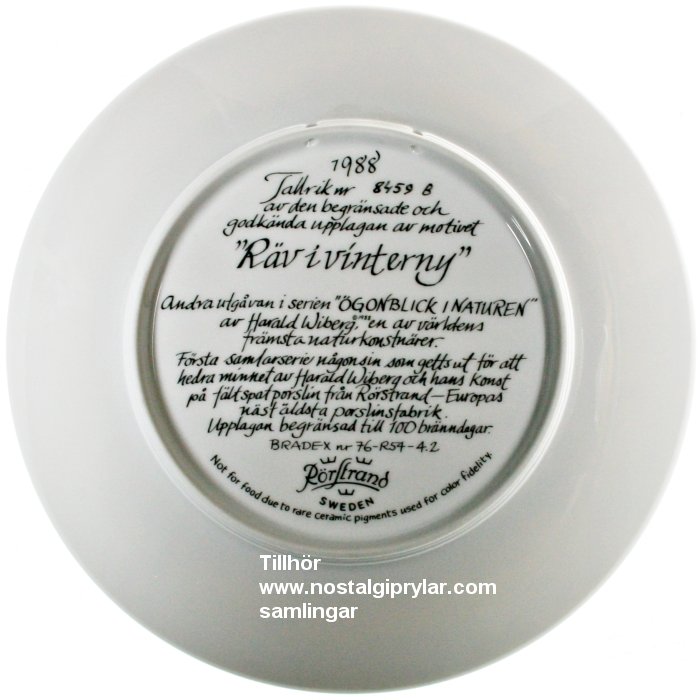 1988
Tallrik nr 8459 B
av den begränsade och
godkända upplagan av motivet
"Räv i vinterny"
Andra utgåvan i serien "ÖGONBLICK I NATUREN"
av Harald Wiberg, en av världens
främsta naturkonstnärer.
Första samlarserie någonsin som getts ut för att
hedra minnet av Harald Wiberg och hans konst
på fältspatporslin från Rörstrand—Europas
näst äldsta porslinsfabrik.
Upplagan begränsad till 100 bränndagar.
BRADEX nr 76-R54-4.2
Rörstrand
SWEDEN
Not for food due to rare ceramic pigments used for color fidelity.
Tillhör
www.nostalgiprylar.com
samlingar